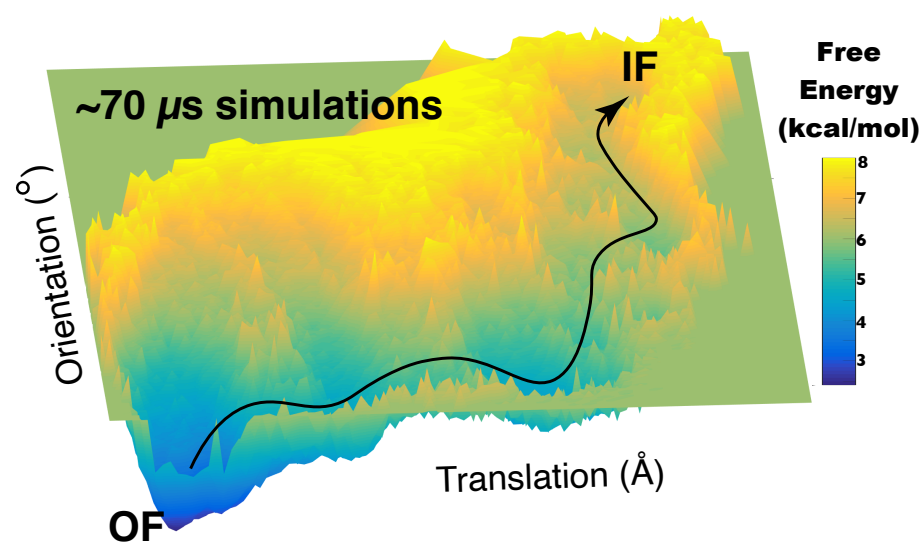 ~70 µs simulations
IF
Free
Energy
(kcal/mol)
8
7
6
5
4
3
Orientation (°)
Translation (Å)
OF